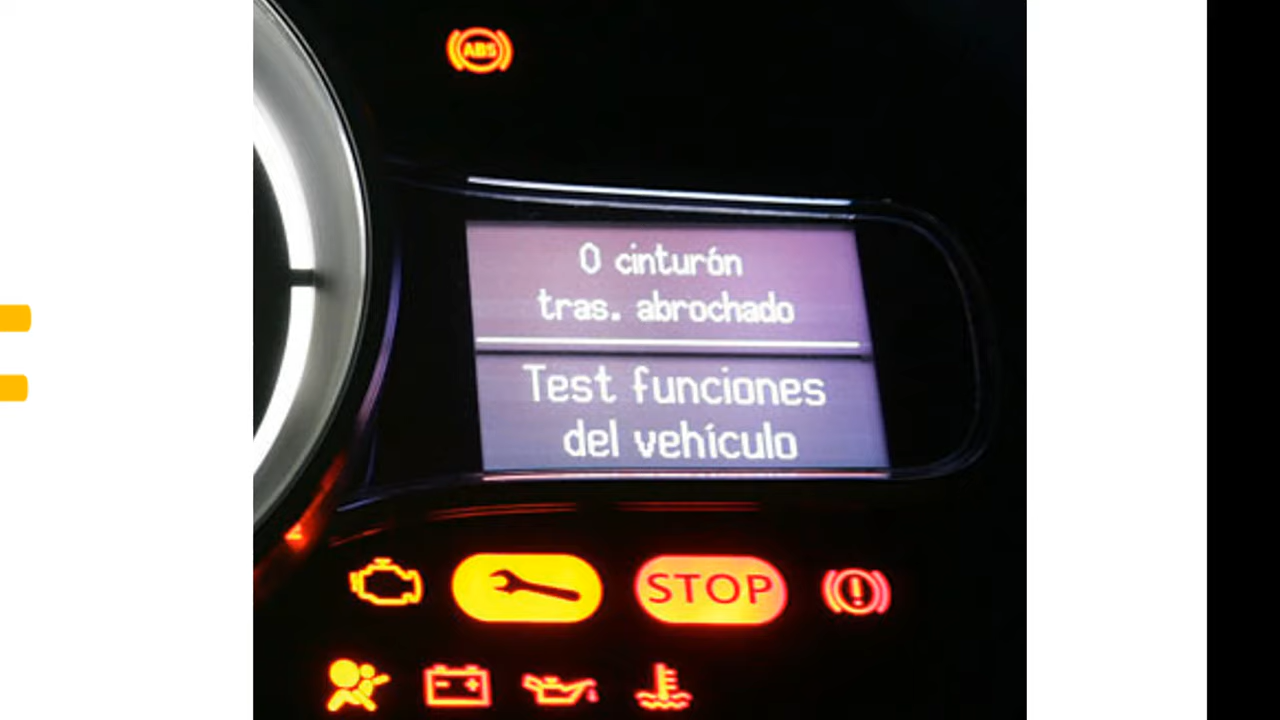 ABS
0 cinturón
tras. abrochado
Test funciones
del vehículo
STOP